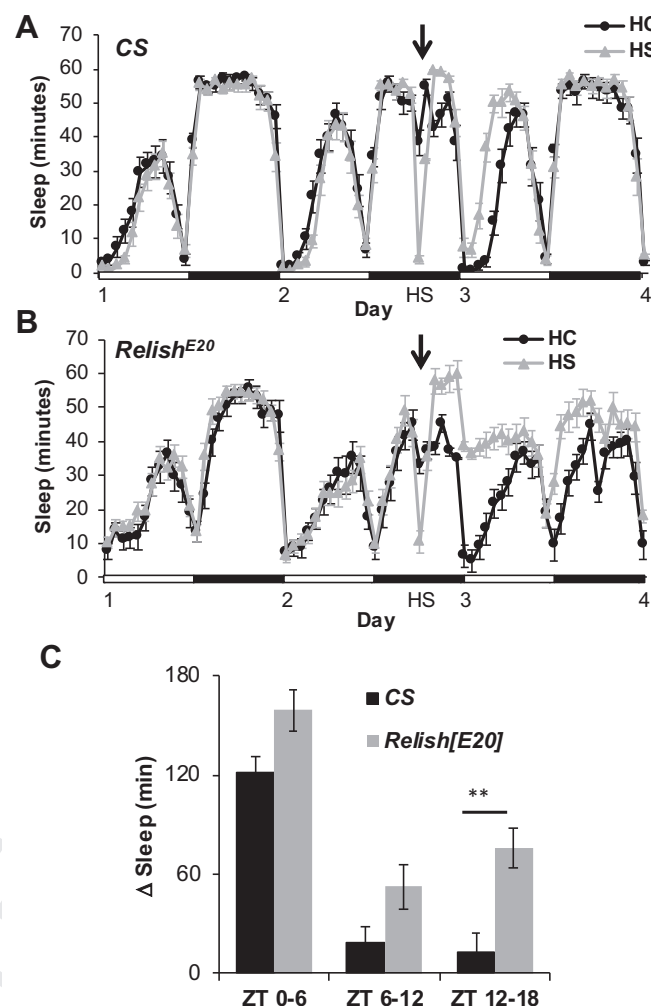 A
CS
HC
HS
Sleep (minutes)
70
60
50
40
30
20
10
0
1 2 HS 3 4
Day
B
Relish^E20
HC
HS
Sleep (minutes)
70
60
50
40
30
20
10
0
1 2 HS 3 4
Day
C
CS
Relish[E20]
**
Δ Sleep (min)
180
120
60
0
ZT 0-6 ZT 6-12 ZT 12-18